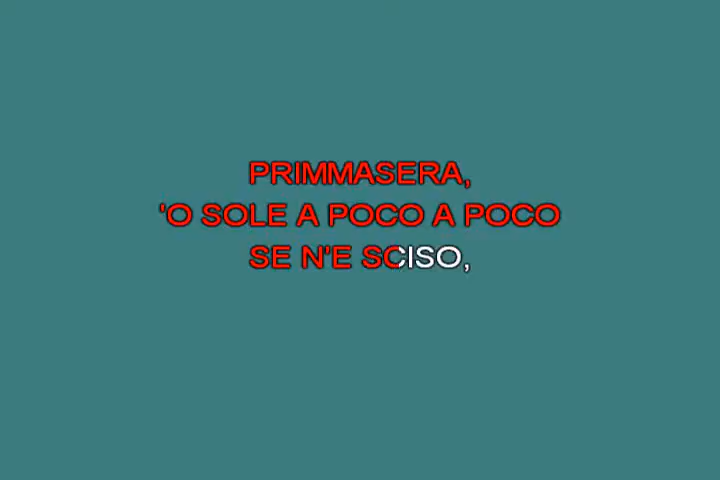 PRIMMASERA,
'O SOLE A POCO A POCO
SE N'E SCISO,